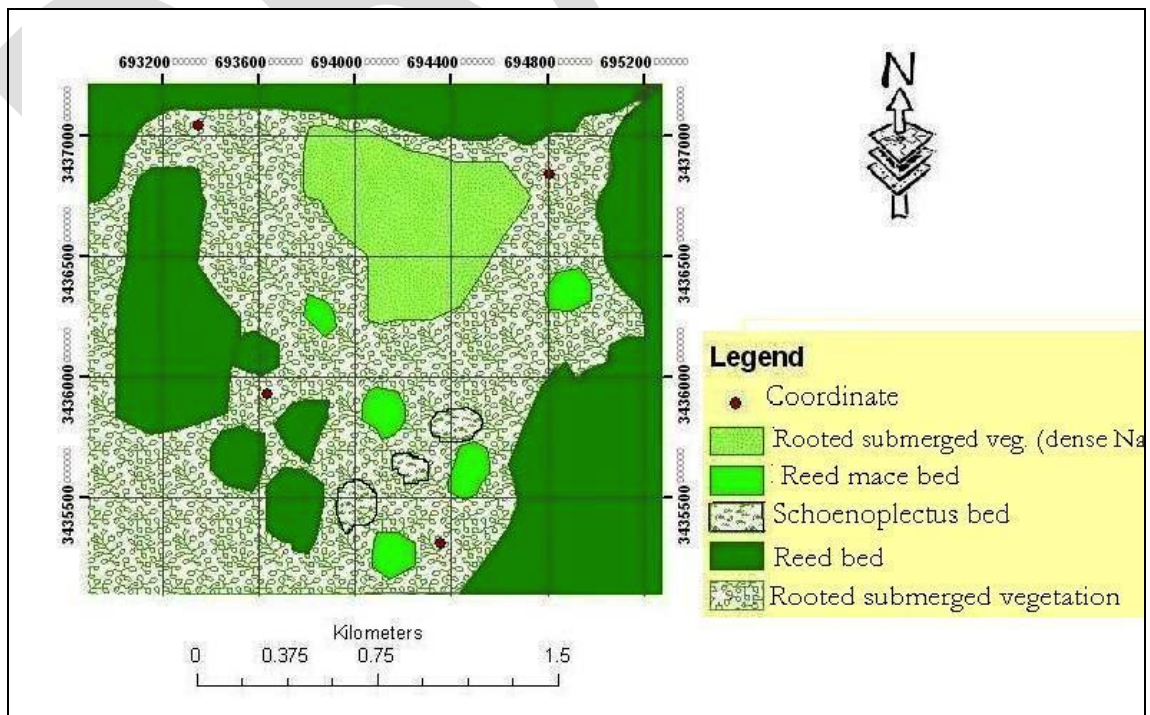 693200 693600 694000 694400 694800 695200
N
3437000 3437000
3436500 3436500
3436000 3436000
3435500 3435500
Legend
Coordinate
Rooted submerged veg. (dense Na
Reed mace bed
Schoenoplectus bed
Reed bed
Rooted submerged vegetation
Kilometers
0 0.375 0.75 1.5